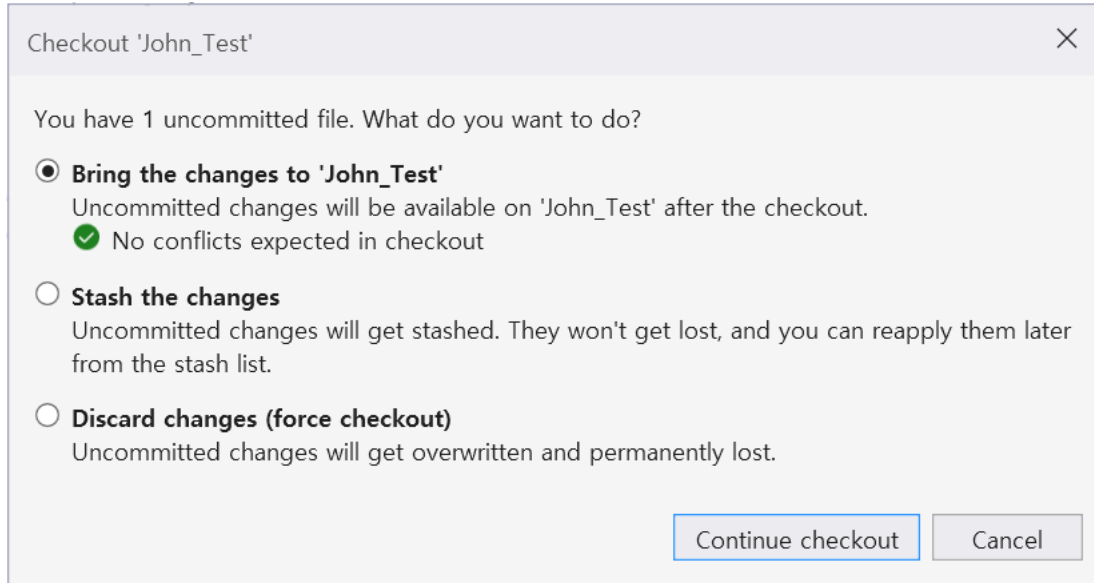 Checkout 'John_Test'
You have 1 uncommitted file. What do you want to do?
Bring the changes to 'John_Test'
Uncommitted changes will be available on 'John_Test' after the checkout.
No conflicts expected in checkout
Stash the changes
Uncommitted changes will get stashed. They won't get lost, and you can reapply them later
from the stash list.
Discard changes (force checkout)
Uncommitted changes will get overwritten and permanently lost.
Continue checkout
Cancel